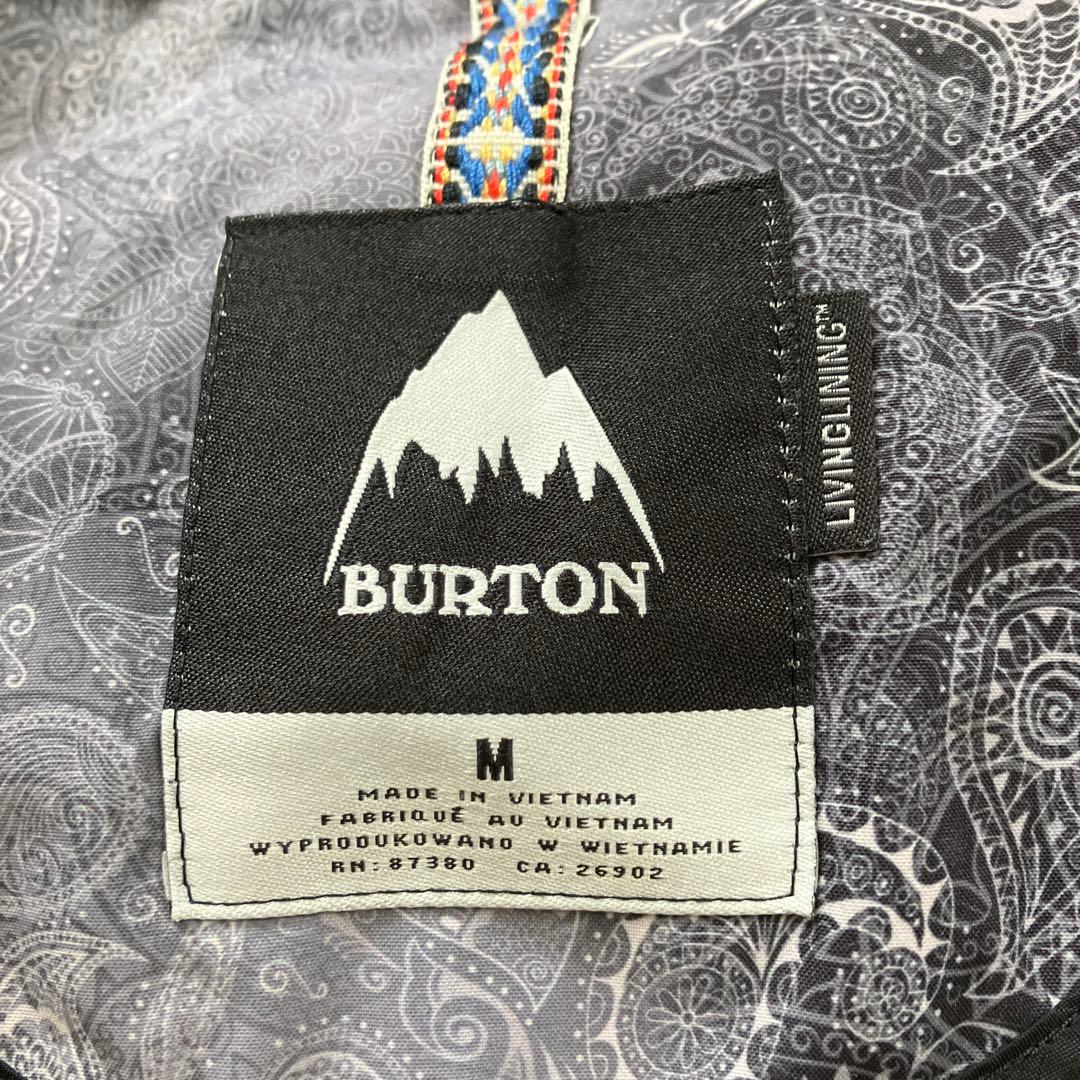 BURTON
LIVINGLINING™
M
MADE IN VIETNAM
FABRIQUÉ AU VIETNAM
WYPRODUKOWANO W WIETNAMIE
RN: 87380 CA: 26902